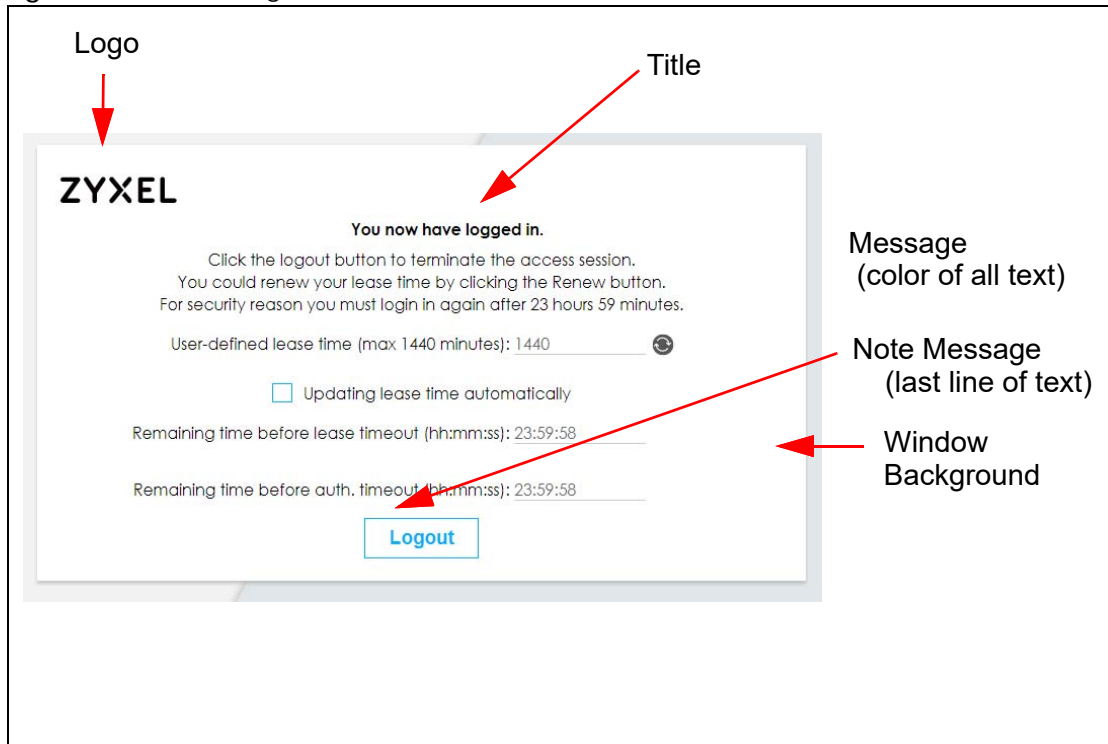 Logo
Title
ZYXEL
You now have logged in.
Click the logout button to terminate the access session.
You could renew your lease time by clicking the Renew button.
For security reason you must login in again after 23 hours 59 minutes.
Message
(color of all text)
User-defined lease time (max 1440 minutes): 1440
Note Message
(last line of text)
Updating lease time automatically
Remaining time before lease timeout (hh:mm:ss): 23:59:58
Window
Background
Remaining time before auth. timeout (hh:mm:ss): 23:59:58
Logout